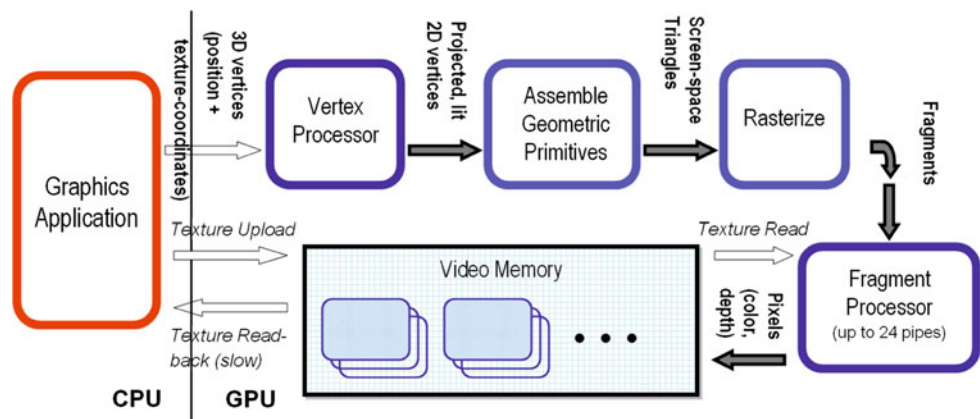 Graphics
Application
3D vertices
(position +
texture-coordinates)
Vertex
Processor
Projected, lit
2D vertices
Assemble
Geometric
Primitives
Screen-space
Triangles
Rasterize
Fragments
Texture Upload
Texture Read-
back (slow)
Video Memory
Texture Read
Fragment
Processor
(up to 24 pipes)
Pixels
(color,
depth)
CPU
GPU